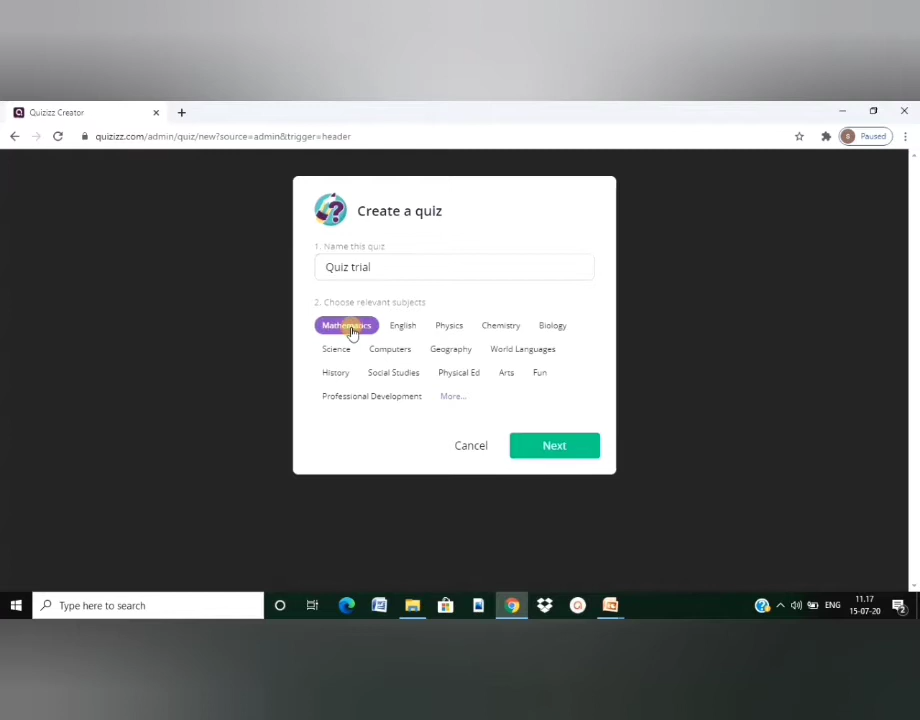 Quizizz Creator
quizizz.com/admin/quiz/new?source=admin&trigger=header
Paused
Create a quiz
1. Name this quiz
Quiz trial
2. Choose relevant subjects
Mathematics English Physics Chemistry Biology
Science Computers Geography World Languages
History Social Studies Physical Ed Arts Fun
Professional Development More...
Cancel Next
Type here to search
ENG
11.17
15-07-20
2